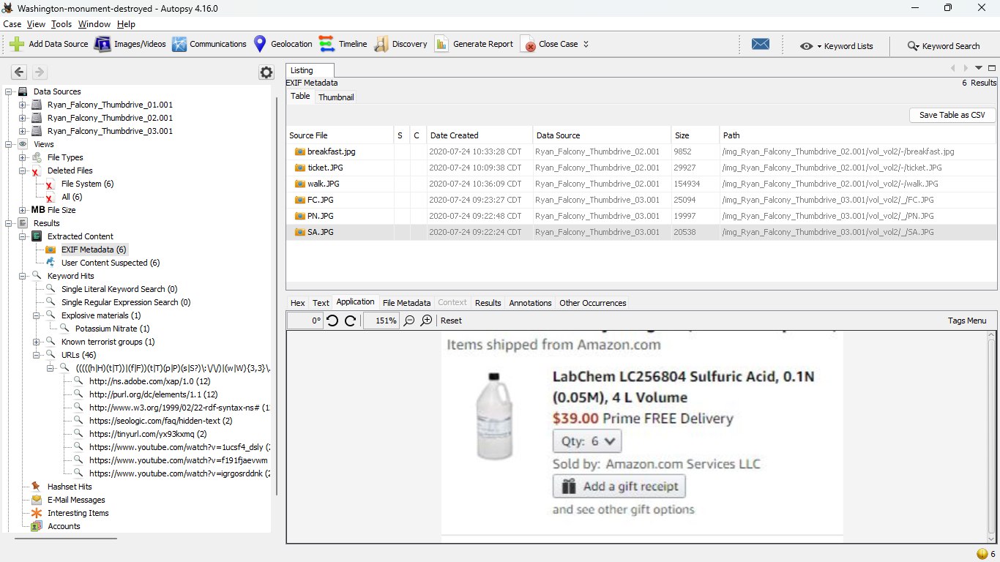 Washington-monument-destroyed - Autopsy 4.16.0
Case View Tools Window Help
Add Data Source Images/Videos Communications Geolocation Timeline Discovery Generate Report Close Case Keyword Lists Keyword Search
Data Sources
Ryan_Falcony_Thumbdrive_01.001
Ryan_Falcony_Thumbdrive_02.001
Ryan_Falcony_Thumbdrive_03.001
Views
File Types
Deleted Files
File System (6)
All (6)
MB File Size
Results
Extracted Content
EXIF Metadata (6)
User Content Suspected (6)
Keyword Hits
Single Literal Keyword Search (0)
Single Regular Expression Search (0)
Explosive materials (1)
Potassium Nitrate (1)
Known terrorist groups (1)
URLs (46)
(((((h|H)(t|T))|(f|F))(t|T)(p|P)(s|S?)\:\/\/)|(w|W){3,3}\.
http://ns.adobe.com/xap/1.0 (12)
http://purl.org/dc/elements/1.1 (12)
http://www.w3.org/1999/02/22-rdf-syntax-ns# (1
https://seologic.com/faq/hidden-text (2)
https://tinyurl.com/yx93kxmq (2)
https://www.youtube.com/watch?v=1ucsf4_dsly (2
https://www.youtube.com/watch?v=f191fjaevwm
https://www.youtube.com/watch?v=igrgosrddnk (2
Hashset Hits
E-Mail Messages
Interesting Items
Accounts
Listing
EXIF Metadata 6 Results
Table Thumbnail
Save Table as CSV
Source File S C Date Created Data Source Size Path
breakfast.jpg 2020-07-24 10:33:28 CDT Ryan_Falcony_Thumbdrive_02.001 9852 /img_Ryan_Falcony_Thumbdrive_02.001/vol_vol2/-/breakfast.jpg
ticket.JPG 2020-07-24 10:09:38 CDT Ryan_Falcony_Thumbdrive_02.001 29927 /img_Ryan_Falcony_Thumbdrive_02.001/vol_vol2/-/ticket.JPG
walk.JPG 2020-07-24 10:36:09 CDT Ryan_Falcony_Thumbdrive_02.001 154934 /img_Ryan_Falcony_Thumbdrive_02.001/vol_vol2/-/walk.JPG
FC.JPG 2020-07-24 09:23:27 CDT Ryan_Falcony_Thumbdrive_03.001 25094 /img_Ryan_Falcony_Thumbdrive_03.001/vol_vol2/_/FC.JPG
PN.JPG 2020-07-24 09:22:48 CDT Ryan_Falcony_Thumbdrive_03.001 19997 /img_Ryan_Falcony_Thumbdrive_03.001/vol_vol2/_/PN.JPG
SA.JPG 2020-07-24 09:22:24 CDT Ryan_Falcony_Thumbdrive_03.001 20538 /img_Ryan_Falcony_Thumbdrive_03.001/vol_vol2/_/SA.JPG
Hex Text Application File Metadata Context Results Annotations Other Occurrences
0° 151% Reset Tags Menu
Items shipped from Amazon.com
LabChem LC256804 Sulfuric Acid, 0.1N
(0.05M), 4 L Volume
$39.00 Prime FREE Delivery
Qty: 6
Sold by: Amazon.com Services LLC
Add a gift receipt
and see other gift options
6